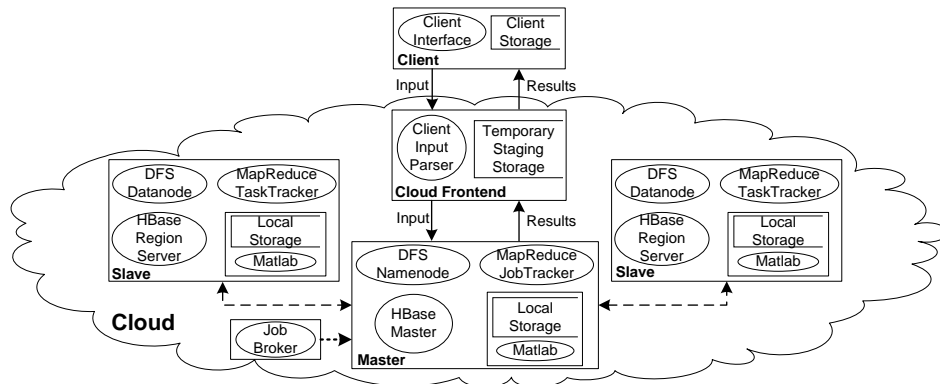 Client
Interface
Client
Storage
Client
Input
Results
Client
Input
Parser
Temporary
Staging
Storage
Cloud Frontend
DFS
Datanode
MapReduce
TaskTracker
HBase
Region
Server
Local
Storage
Matlab
Slave
Input
Results
DFS
Namenode
MapReduce
JobTracker
HBase
Master
Local
Storage
Matlab
Master
DFS
Datanode
MapReduce
TaskTracker
HBase
Region
Server
Local
Storage
Matlab
Slave
Cloud
Job
Broker